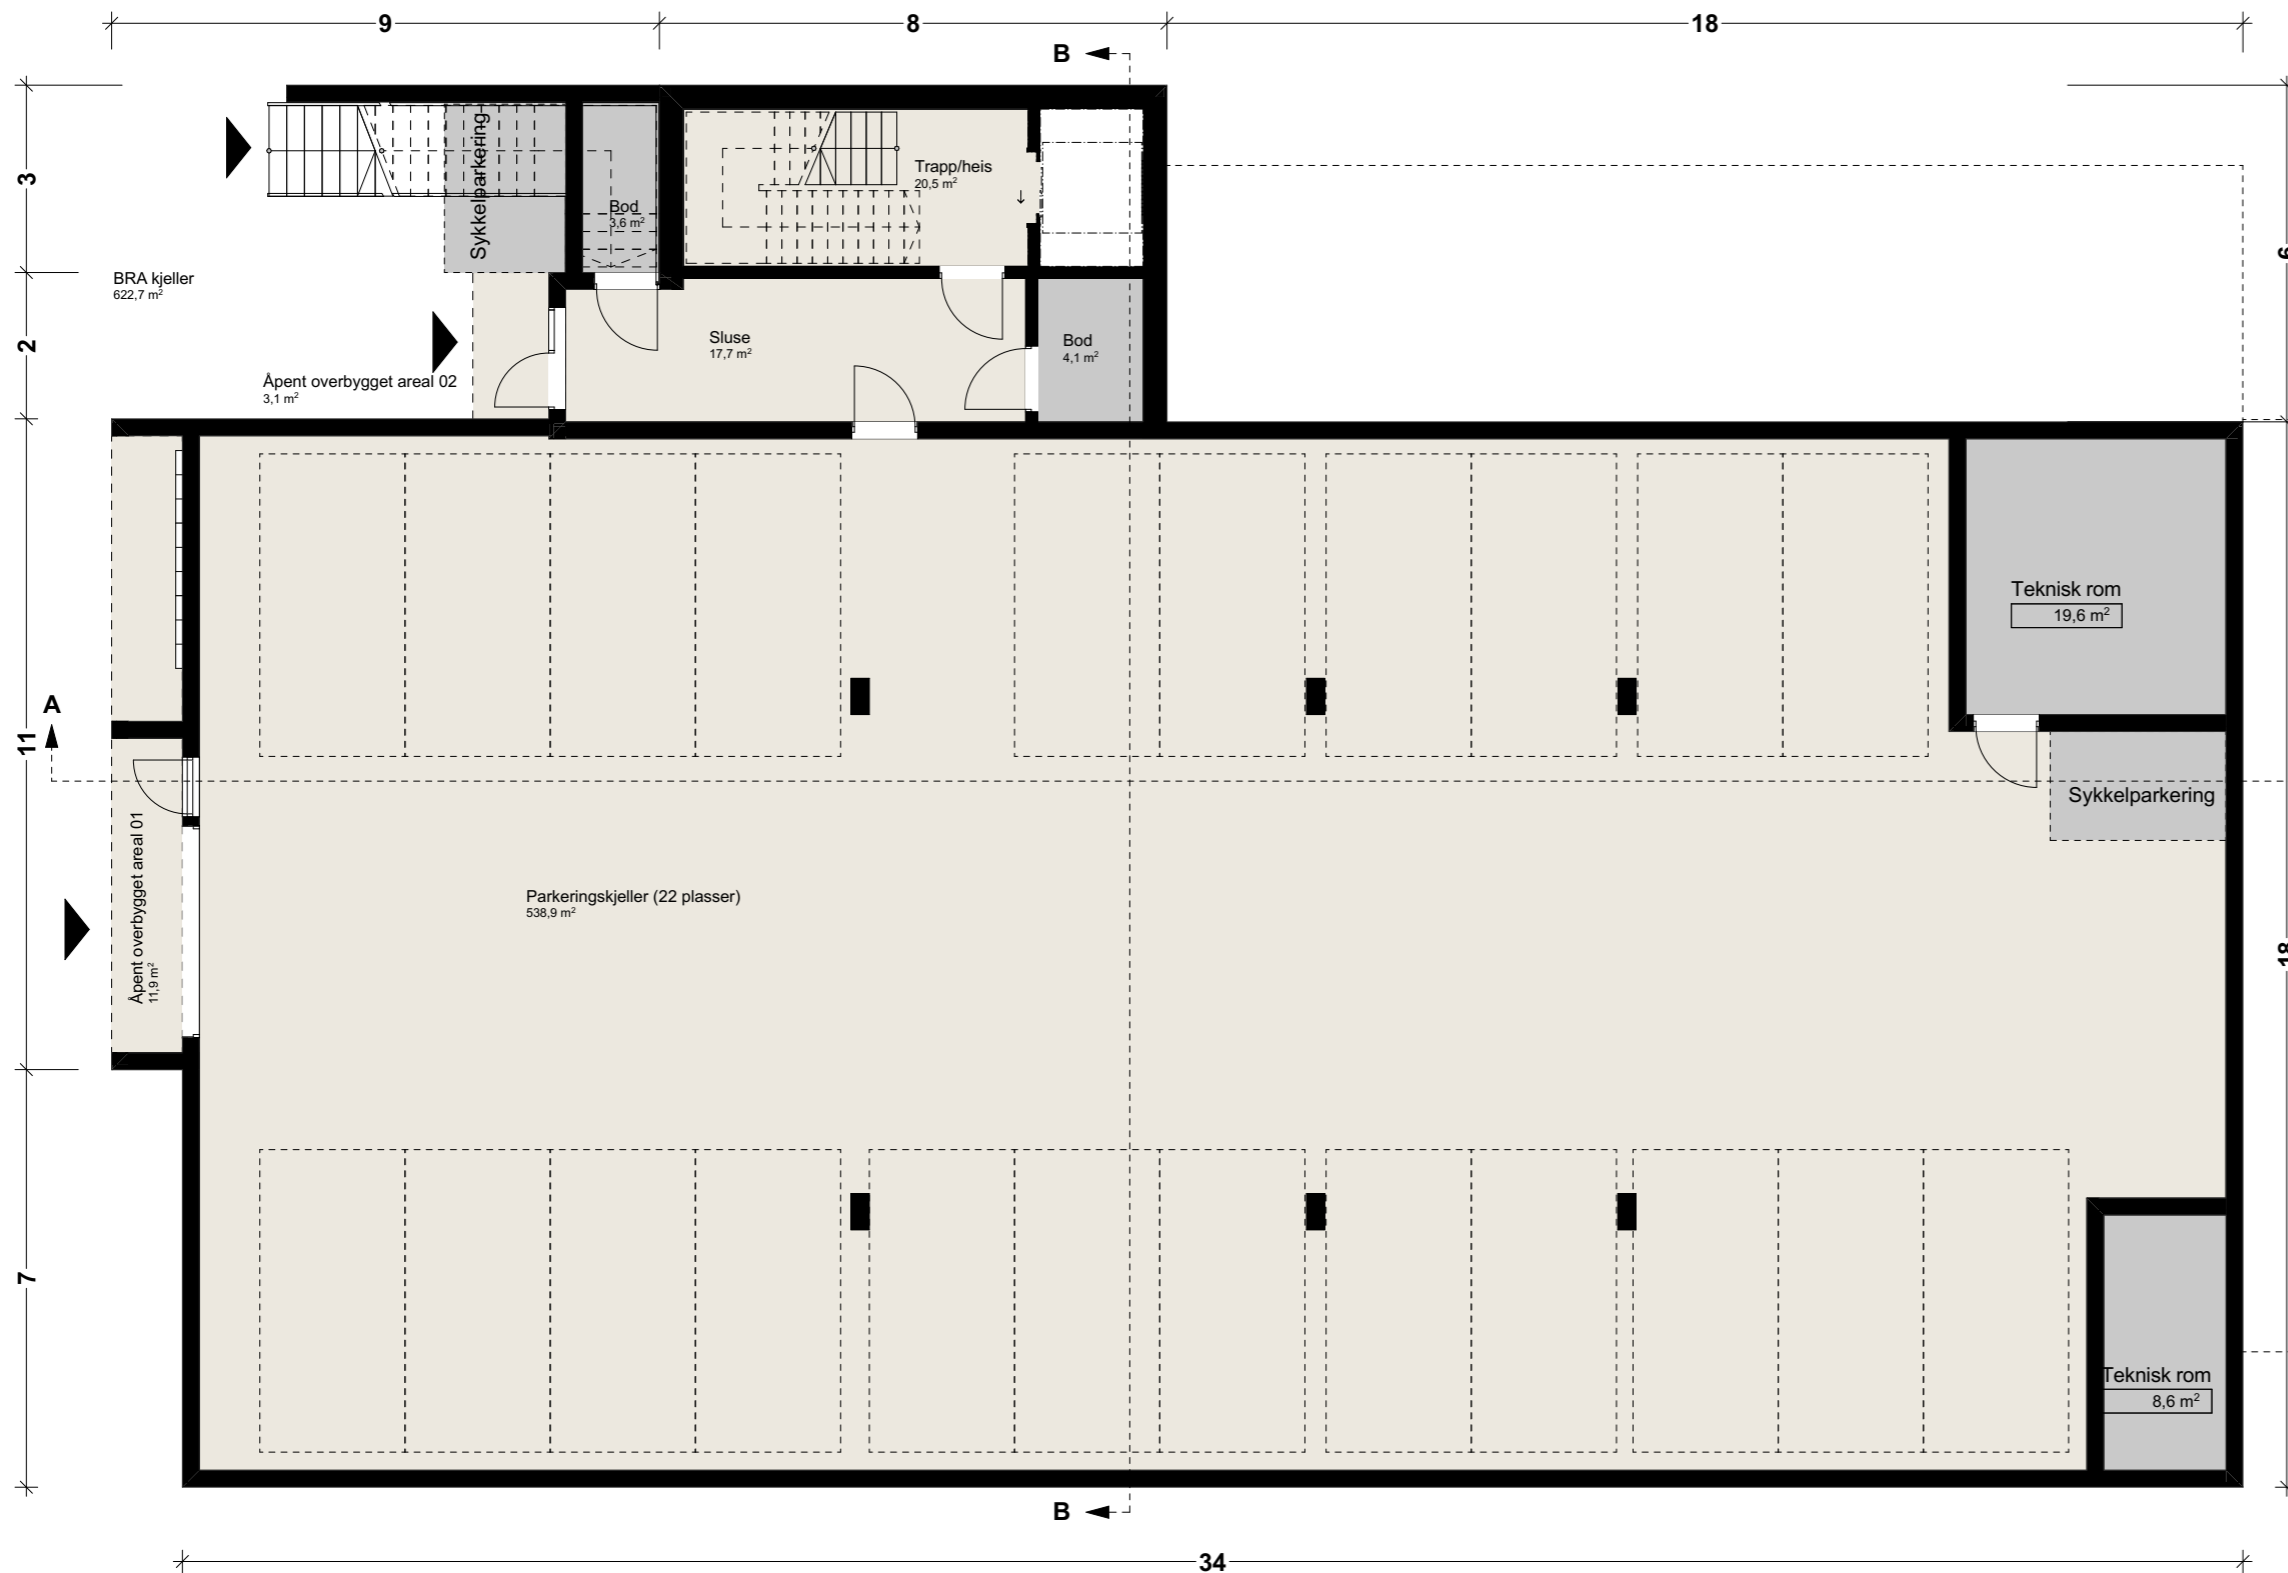 9
8
18
B
3
Sykkelparkering
Trapp/heis
20,5 m²
Bod
3,6 m²
6
BRA kjeller
622,7 m²
2
Sluse
17,7 m²
Bod
4,1 m²
Åpent overbygget areal 02
3,1 m²
Teknisk rom
19,6 m²
A
11
Sykkelparkering
Åpent overbygget areal 01
11,9 m²
Parkeringskjeller (22 plasser)
538,9 m²
18
7
Teknisk rom
8,6 m²
B
34